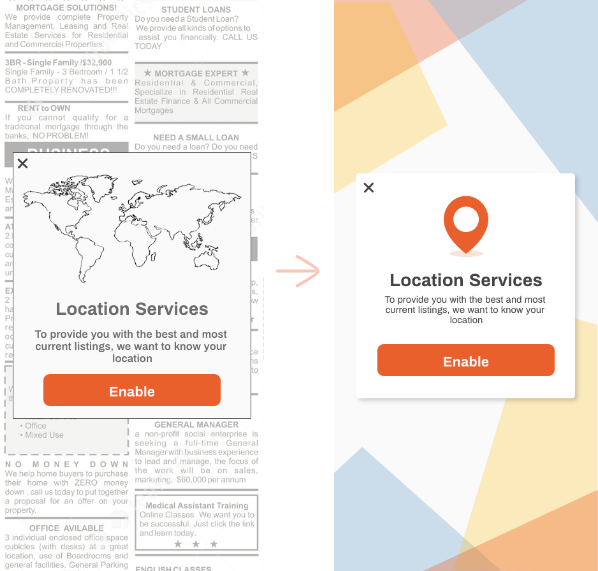 MORTGAGE SOLUTIONS!
We provide complete Property
Management, Leasing and Real
Estate Services for Residential
and Commercial Properties.
3BR - Single Family /$32,900
Single Family - 3 Bedroom / 1 1/2
Bath Property has been
COMPLETELY RENOVATED!!!
RENT to OWN
If you cannot qualify for a
traditional mortgage through the
banks, NO PROBLEM!
BUSINESS
• Office
• Mixed Use
NO MONEY DOWN
We help home buyers to purchase
their home with ZERO money
down , call us today to put together
a proposal for an offer on your
property.
OFFICE AVILABLE
3 individual enclosed office space
cubicles (with desks) at a great
location, use of Boardrooms and
general facilities. General Parking
STUDENT LOANS
Do you need a Student Loan?
We provide all kinds of options to
assist you financially. CALL US
TODAY
★ MORTGAGE EXPERT ★
Residential & Commercial,
Specialize in Residential Real
Estate Finance & All Commercial
Mortgages
NEED A SMALL LOAN
Do you need a loan? Do you need
GENERAL MANAGER
a non-profit social enterprise is
seeking a full-time General
Manager with business experience
to lead and manage, the focus of
the work will be on sales,
marketing, $60,000 per annum
Medical Assistant Training
Online Classes We want you to
be successful. Just click the link
and learn today.
★ ★ ★
ENGLISH CLASSES
Location Services
To provide you with the best and most
current listings, we want to know your
location
Enable
Location Services
To provide you with the best and most
current listings, we want to know your
location
Enable